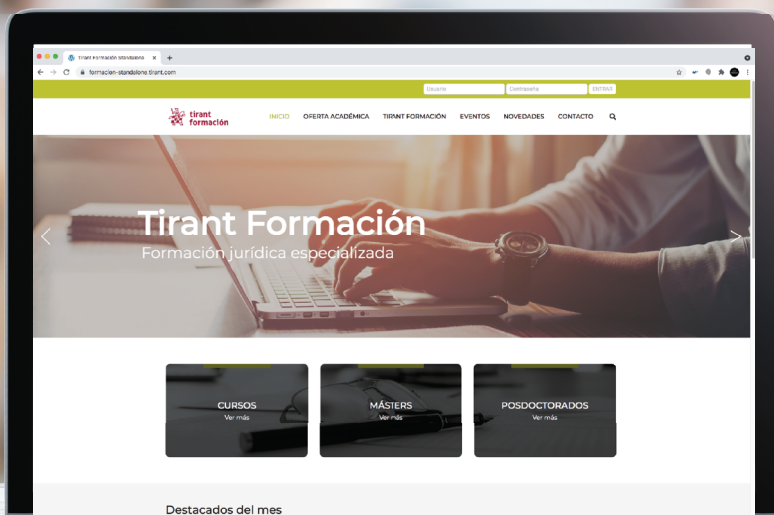 Tirant Formación Standalone
formacion-standalone.tirant.com
Usuario
Contraseña
ENTRAR
tirant
formación
INICIO
OFERTA ACADÉMICA
TIRANT FORMACIÓN
EVENTOS
NOVEDADES
CONTACTO
Tirant Formación
Formación jurídica especializada
CURSOS
Ver más
MÁSTERS
Ver más
POSDOCTORADOS
Ver más
Destacados del mes